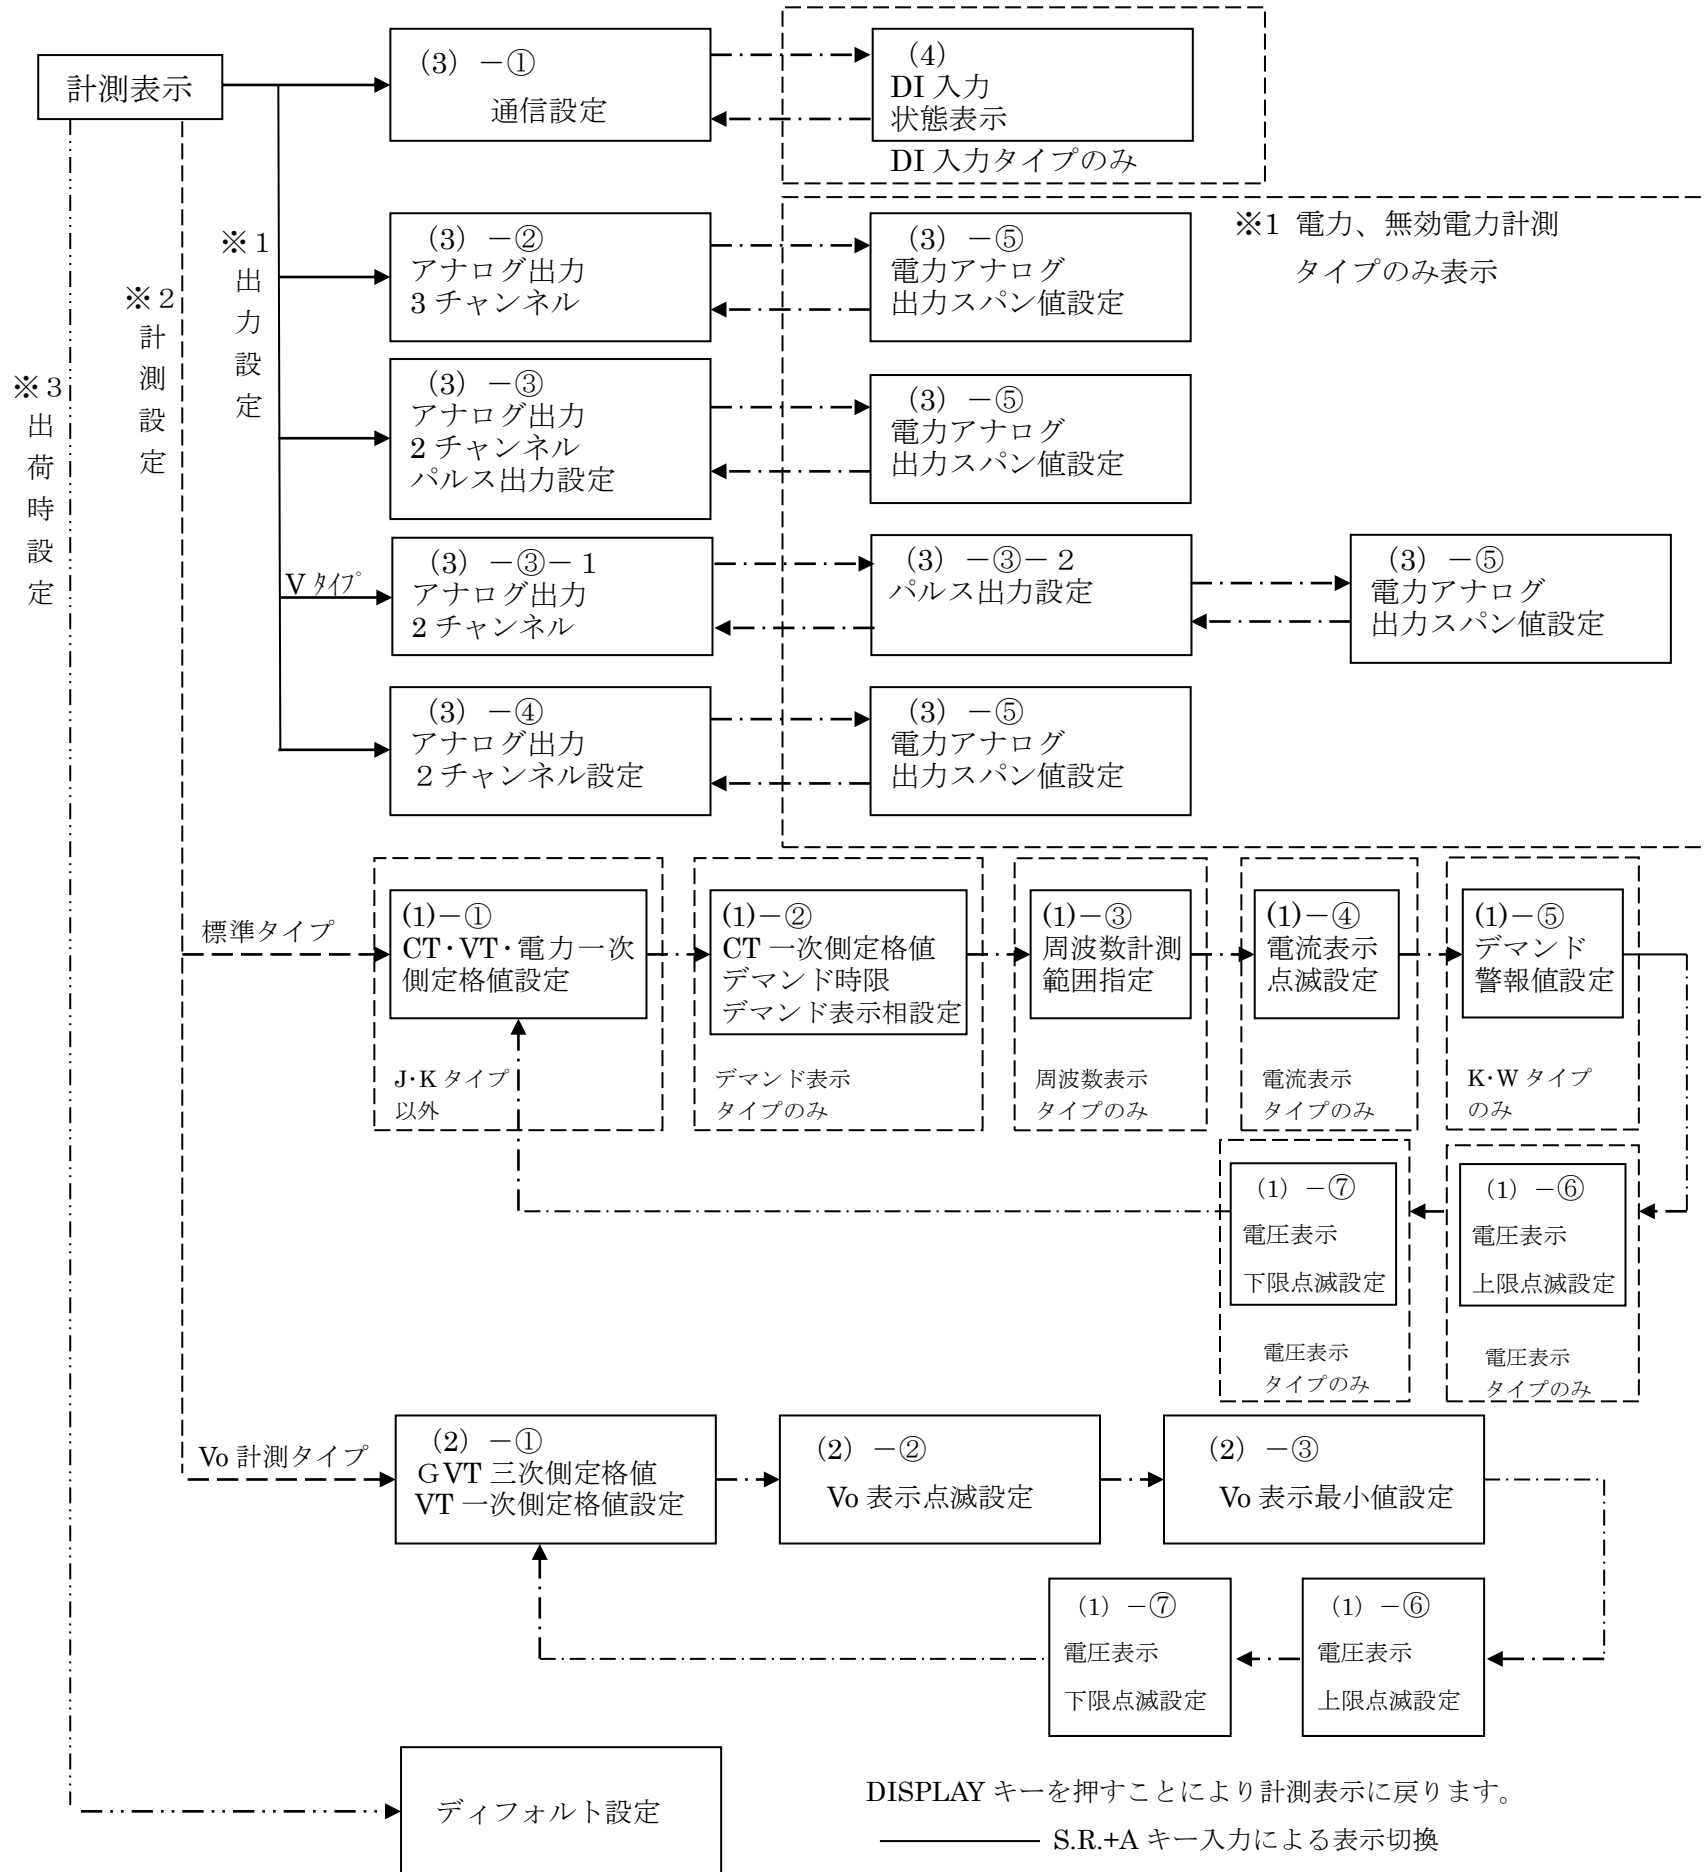 計測表示
(3) －①
通信設定
(4)
DI 入力
状態表示
DI 入力タイプのみ
※1 電力、無効電力計測
タイプのみ表示
※１出力設定
※２計測設定
※３出荷時設定
(3) －②
アナログ出力
3 チャンネル
(3) －⑤
電力アナログ
出力スパン値設定
(3) －③
アナログ出力
2 チャンネル
パルス出力設定
(3) －⑤
電力アナログ
出力スパン値設定
V ﾀｲﾌﾟ
(3) －③－１
アナログ出力
2 チャンネル
(3) －③－２
パルス出力設定
(3) －⑤
電力アナログ
出力スパン値設定
(3) －④
アナログ出力
２チャンネル設定
(3) －⑤
電力アナログ
出力スパン値設定
標準タイプ
(1)－①
CT・VT・電力一次
側定格値設定
J・K タイプ
以外
(1)－②
CT 一次側定格値
デマンド時限
デマンド表示相設定
デマンド表示
タイプのみ
(1)－③
周波数計測
範囲指定
周波数表示
タイプのみ
(1)－④
電流表示
点滅設定
電流表示
タイプのみ
(1)－⑤
デマンド
警報値設定
K・W タイプ
のみ
(1) －⑦
電圧表示
下限点滅設定
電圧表示
タイプのみ
(1) －⑥
電圧表示
上限点滅設定
電圧表示
タイプのみ
Vo 計測タイプ
(2) －①
ＧVT 三次側定格値
VT 一次側定格値設定
(2) －②
Vo 表示点滅設定
(2) －③
Vo 表示最小値設定
(1) －⑦
電圧表示
下限点滅設定
(1) －⑥
電圧表示
上限点滅設定
ディフォルト設定
DISPLAY キーを押すことにより計測表示に戻ります。
S.R.+A キー入力による表示切換